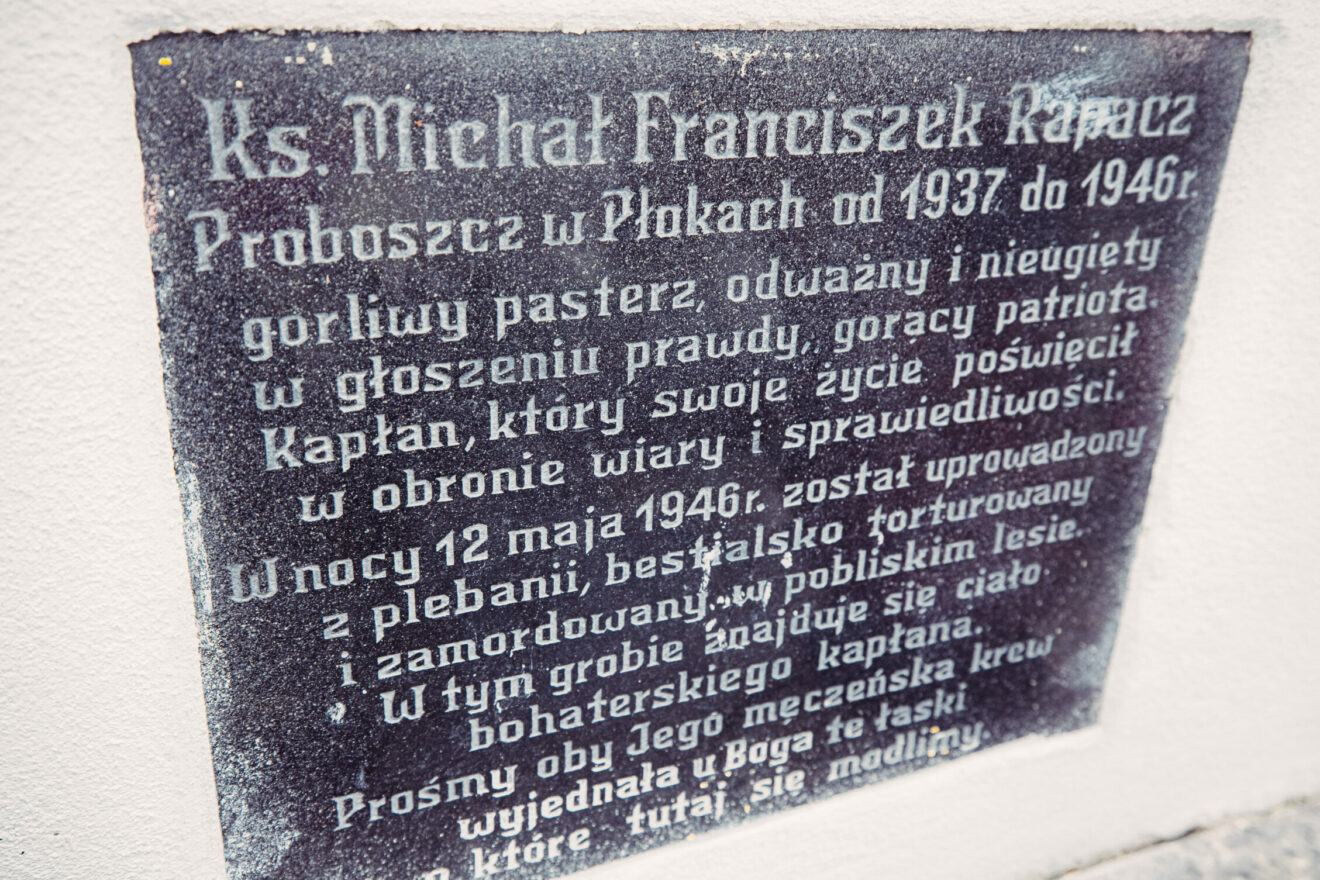 Ks. Michał Franciszek Rapacz
Proboszcz w Płokach od 1937 do 1946 r.
gorliwy pasterz, odważny i nieugięty
w głoszeniu prawdy, gorący patriota.
Kapłan, który swoje życie poświęcił
w obronie wiary i sprawiedliwości.
W nocy 12 maja 1946 r. został uprowadzony
z plebanii, bestialsko torturowany
i zamordowany w pobliskim lesie.
W tym grobie znajduje się ciało
bohaterskiego kapłana.
Prośmy oby Jego męczeńska krew
wyjednała u Boga te łaski
o które tutaj się modlimy.